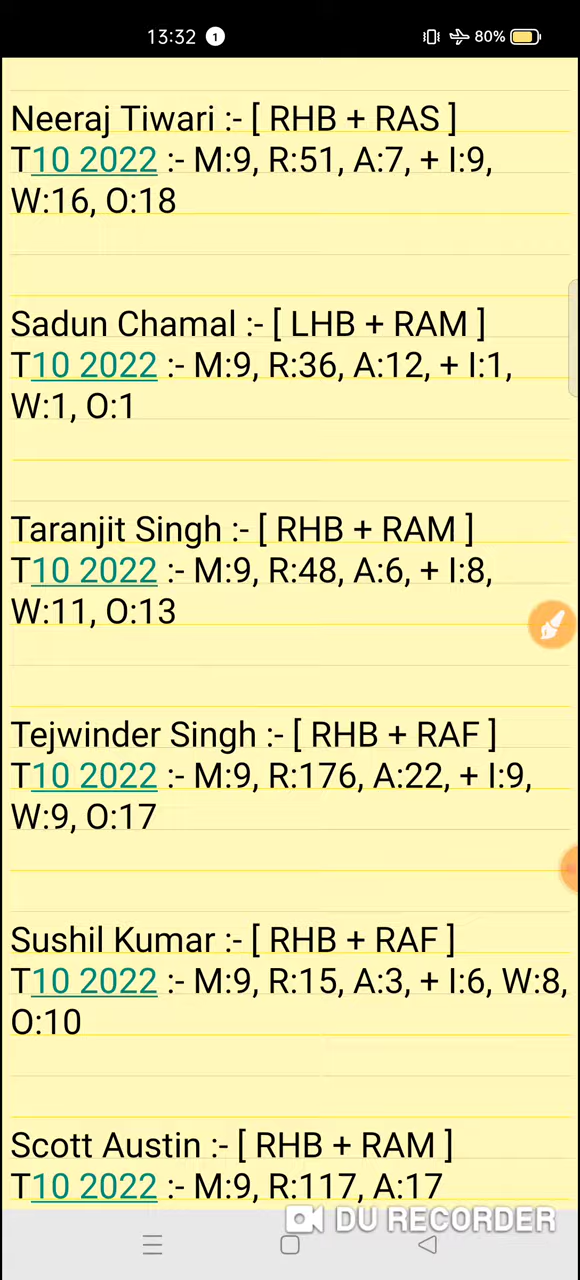 13:32 1 80%
Neeraj Tiwari :- [ RHB + RAS ]
T10 2022 :- M:9, R:51, A:7, + I:9,
W:16, O:18
Sadun Chamal :- [ LHB + RAM ]
T10 2022 :- M:9, R:36, A:12, + I:1,
W:1, O:1
Taranjit Singh :- [ RHB + RAM ]
T10 2022 :- M:9, R:48, A:6, + I:8,
W:11, O:13
Tejwinder Singh :- [ RHB + RAF ]
T10 2022 :- M:9, R:176, A:22, + I:9,
W:9, O:17
Sushil Kumar :- [ RHB + RAF ]
T10 2022 :- M:9, R:15, A:3, + I:6, W:8,
O:10
Scott Austin :- [ RHB + RAM ]
T10 2022 :- M:9, R:117, A:17
DU RECORDER